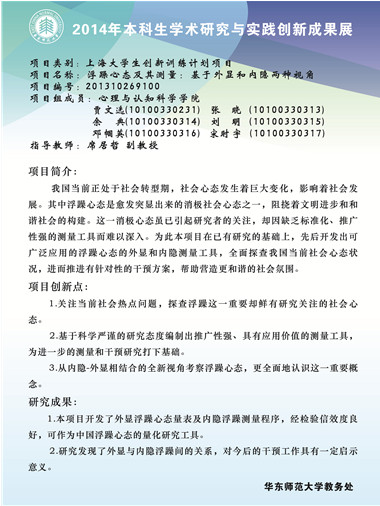 2014年本科生学术研究与实践创新成果展
项目类别：上海大学生创新训练计划项目
项目名称：浮躁心态及其测量：基于外显和内隐两种视角
项目编号：201310269100
项目组成员：心理与认知科学学院
贾文选(10100330231) 张 晓 (10100330313)
余 典(10100330314) 刘 明 (10100330315)
邓帼英(10100330316) 宋时宇 (10100330317)
指导教师：席居哲 副教授
项目简介：
我国当前正处于社会转型期，社会心态发生着巨大变化，影响着社会发
展。其中浮躁心态是愈发突显出来的消极社会心态之一，阻挠着文明进步和和
谐社会的构建。这一消极心态虽已引起研究者的关注，却因缺乏标准化、推广
性强的测量工具而难以深入。为此本项目在已有研究的基础上，先后开发出可
广泛应用的浮躁心态的外显和内隐测量工具，全面探查我国当前社会心态状
况，进而推进有针对性的干预方案，帮助营造更和谐的社会氛围。
项目创新点：
1.关注当前社会热点问题，探查浮躁这一重要却鲜有研究关注的社会心
态。
2.基于科学严谨的研究态度编制出推广性强、具有应用价值的测量工具，
为进一步的测量和干预研究打下基础。
3.从内隐-外显相结合的全新视角考察浮躁心态，更全面地认识这一重要概
念。
研究成果：
1.本项目开发了外显浮躁心态量表及内隐浮躁测量程序，经检验信效度良
好，可作为中国浮躁心态的量化研究工具。
2.研究发现了外显与内隐浮躁间的关系，对今后的干预工作具有一定启示
意义。
华东师范大学教务处